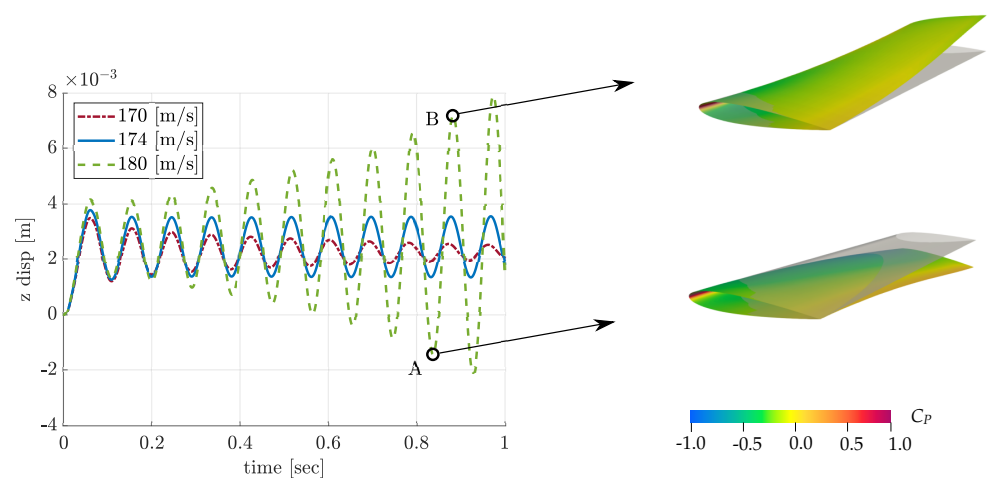 ×10⁻³
8
6
4
2
0
-2
-4
170 [m/s]
174 [m/s]
180 [m/s]
B
A
z disp [m]
0 0.2 0.4 0.6 0.8 1
time [sec]
C_P
-1.0 -0.5 0.0 0.5 1.0